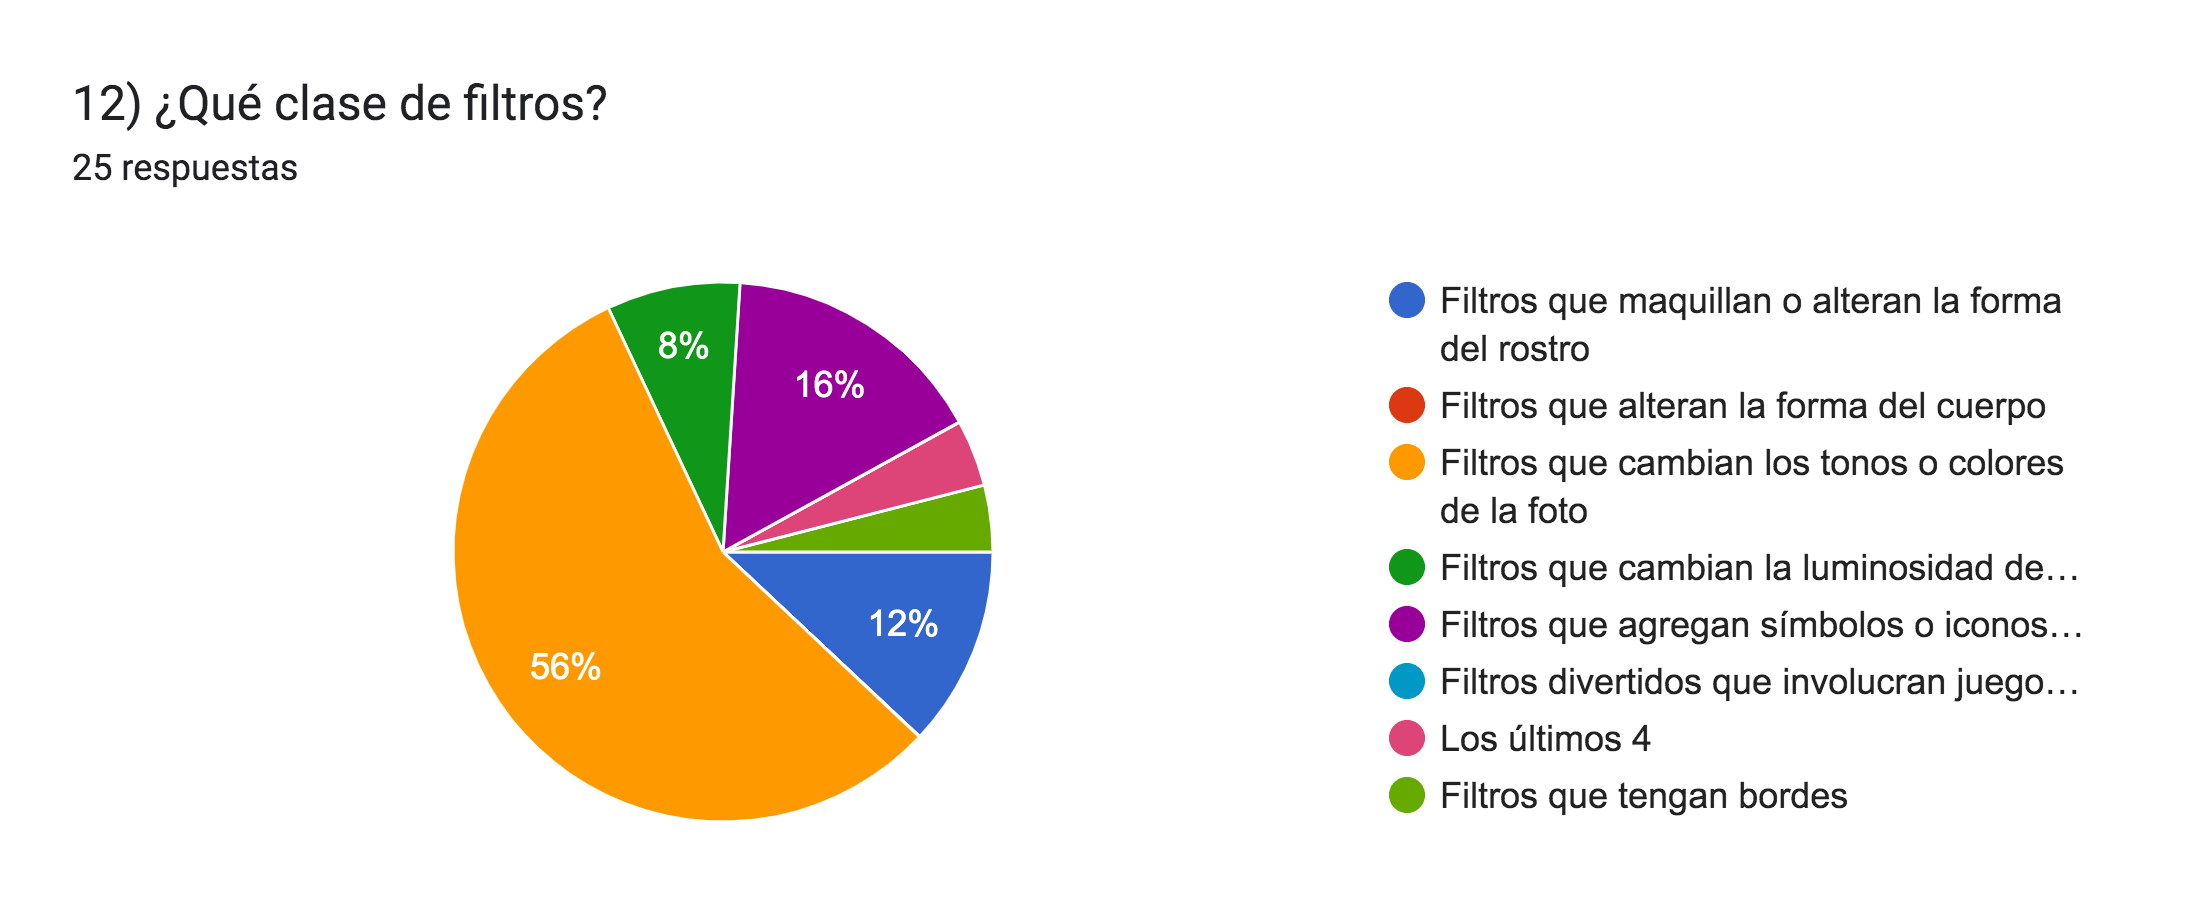 12) ¿Qué clase de filtros?
25 respuestas
8%
16%
12%
56%
Filtros que maquillan o alteran la forma
del rostro
Filtros que alteran la forma del cuerpo
Filtros que cambian los tonos o colores
de la foto
Filtros que cambian la luminosidad de…
Filtros que agregan símbolos o iconos…
Filtros divertidos que involucran juego…
Los últimos 4
Filtros que tengan bordes